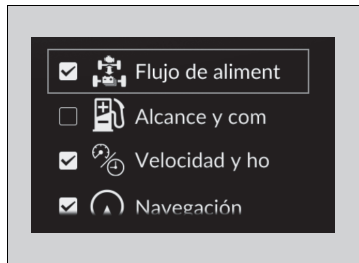 Flujo de aliment
Alcance y com
Velocidad y ho
Navegación